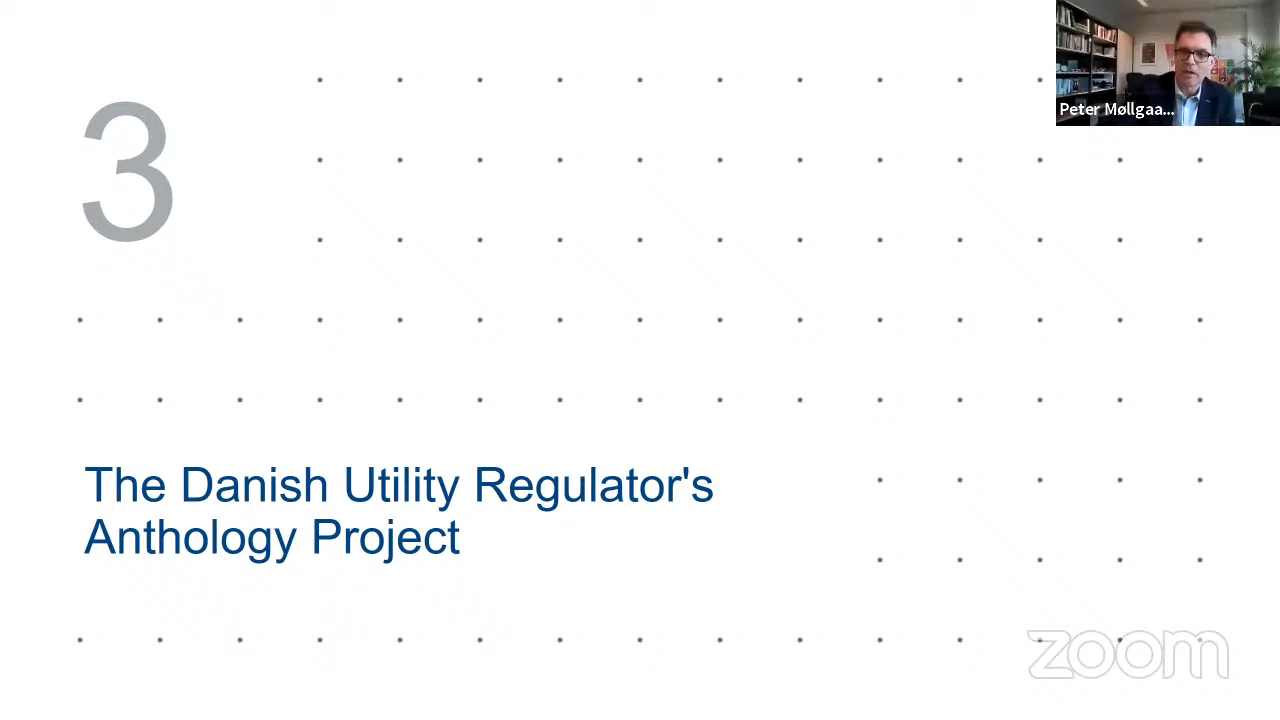 Peter Møllgaa...
3
The Danish Utility Regulator's
Anthology Project
zoom